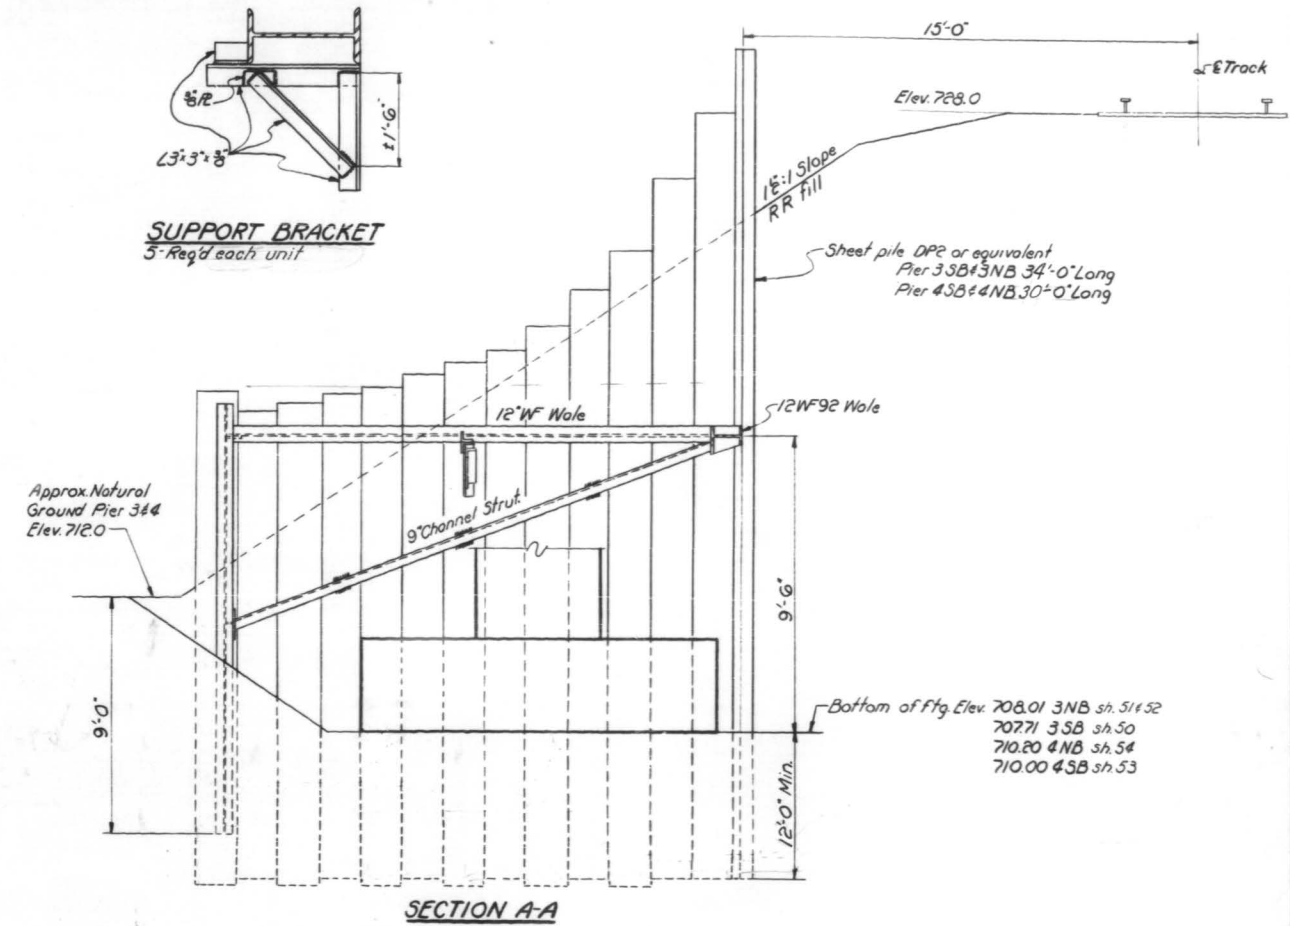 15'-0"
℄ Track
Elev. 728.0
3/8" PL
± 1'-6"
L3"x3"x3/8"
1½:1 Slope
RR fill
SUPPORT BRACKET
5-Req'd each unit
Sheet pile DP2 or equivalent
Pier 3SB&3NB 34'-0" Long
Pier 4SB&4NB 30'-0" Long
12" WF Wale
12WF92 Wale
Approx. Natural
Ground Pier 3&4
Elev. 712.0
9" Channel Strut.
9'-6"
9'-0"
Bottom of Ftg. Elev. 708.01 3NB sh. 51&52
707.71 3SB sh. 50
710.20 4NB sh. 54
710.00 4SB sh. 53
12'-0" Min.
SECTION A-A